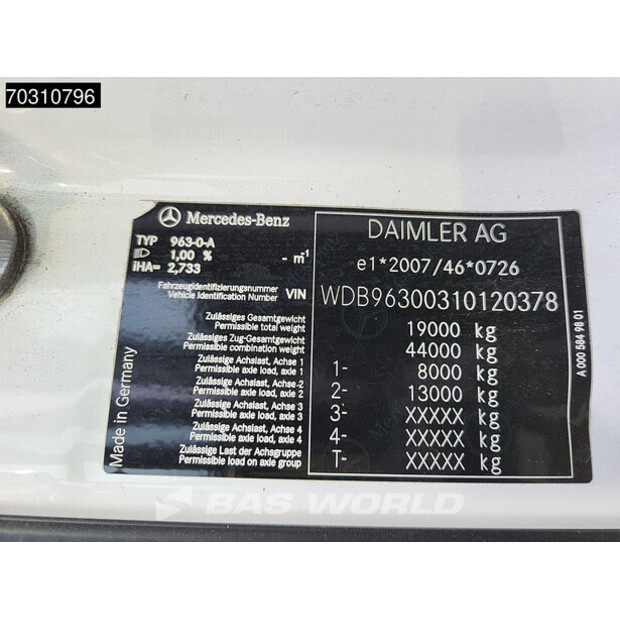 70310796
Mercedes-Benz
TYP 963-0-A
1,00 % - m⁻¹
iHA= 2,733
Fahrzeugidentifizierungsnummer
Vehicle Identification Number VIN
Zulässiges Gesamtgewicht
Permissible total weight
Zulässiges Zug-Gesamtgewicht
Permissible combination weight
Zulässige Achslast, Achse 1
Permissible axle load, axle 1
Zulässige Achslast, Achse 2
Permissible axle load, axle 2
Zulässige Achslast, Achse 3
Permissible axle load, axle 3
Zulässige Achslast, Achse 4
Permissible axle load, axle 4
Zulässige Last der Achsgruppe
Permissible load on axle group
Made in Germany
DAIMLER AG
e1*2007/46*0726
WDB96300310120378
19000 kg
44000 kg
1- 8000 kg
2- 13000 kg
3- XXXXX kg
4- XXXXX kg
T- XXXXX kg
A 000 584 98 01
BAS WORLD